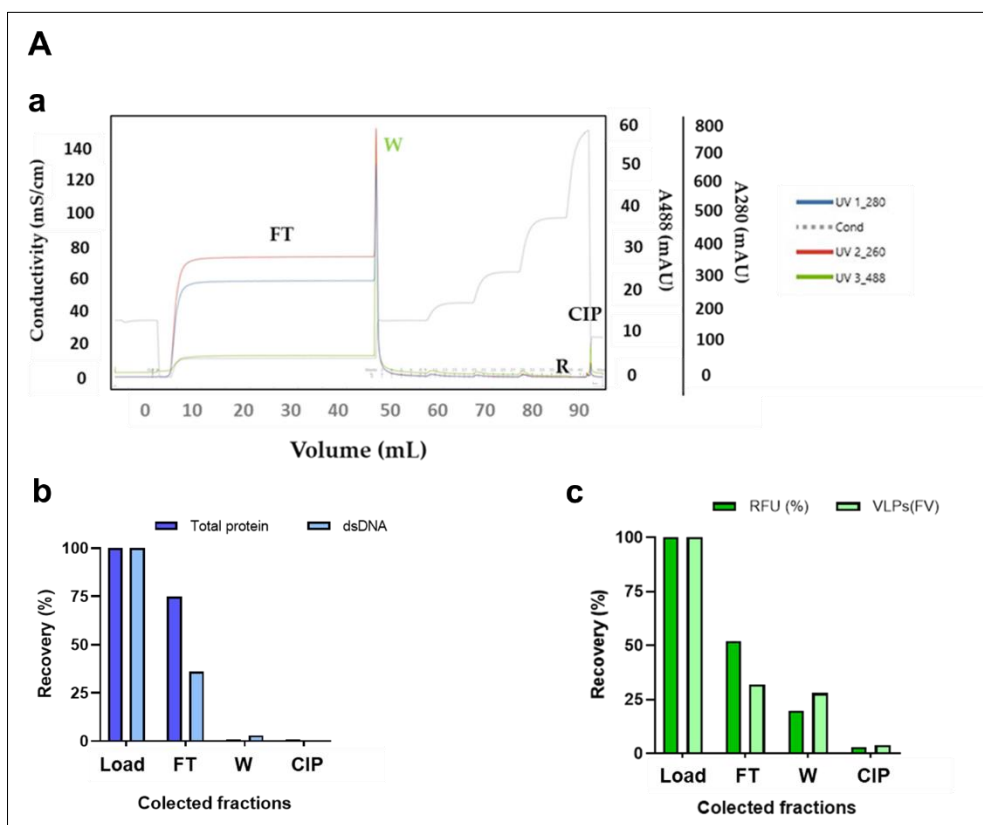 A
a
Conductivity (mS/cm)
140
120
100
80
60
40
20
0
FT
W
CIP
R
60
50
40
30
20
10
0
A488 (mAU)
800
700
600
500
400
300
200
100
0
A280 (mAU)
UV 1_280
Cond
UV 2_260
UV 3_488
0 10 20 30 40 50 60 70 80 90
Volume (mL)
b
Total protein dsDNA
Recovery (%)
100
75
50
25
0
Load FT W CIP
Colected fractions
c
RFU (%) VLPs(FV)
Recovery (%)
100
75
50
25
0
Load FT W CIP
Colected fractions